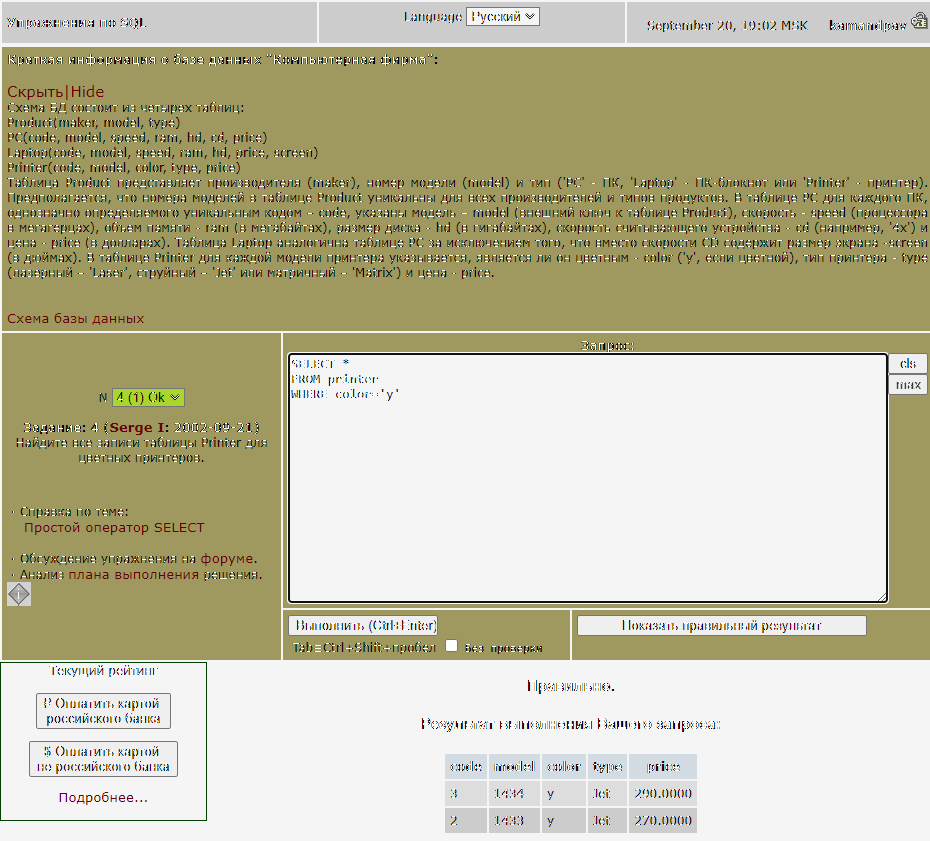 Упражнения по SQL
Language Русский
September 20, 19:02 MSK kamandpav
Краткая информация о базе данных "Компьютерная фирма":
Скрыть|Hide
Схема БД состоит из четырех таблиц:
Product(maker, model, type)
PC(code, model, speed, ram, hd, cd, price)
Laptop(code, model, speed, ram, hd, price, screen)
Printer(code, model, color, type, price)
Таблица Product представляет производителя (maker), номер модели (model) и тип ('PC' - ПК, 'Laptop' - ПК-блокнот или 'Printer' - принтер).
Предполагается, что номера моделей в таблице Product уникальны для всех производителей и типов продуктов. В таблице PC для каждого ПК,
однозначно определяемого уникальным кодом – code, указаны модель – model (внешний ключ к таблице Product), скорость - speed (процессора
в мегагерцах), объем памяти - ram (в мегабайтах), размер диска - hd (в гигабайтах), скорость считывающего устройства - cd (например, '4x') и
цена - price (в долларах). Таблица Laptop аналогична таблице РС за исключением того, что вместо скорости CD содержит размер экрана -screen
(в дюймах). В таблице Printer для каждой модели принтера указывается, является ли он цветным - color ('y', если цветной), тип принтера - type
(лазерный – 'Laser', струйный – 'Jet' или матричный – 'Matrix') и цена - price.
Схема базы данных
N 4 (1) Ok
Задание: 4 (Serge I: 2002-09-21)
Найдите все записи таблицы Printer для
цветных принтеров.
· Справка по теме:
Простой оператор SELECT
· Обсуждение упражнения на форуме.
· Анализ плана выполнения решения.
i
Запрос:
SELECT *
FROM printer
WHERE color='y'
cls
max
Выполнить (Ctrl+Enter)
Tab=Ctrl+Shift+пробел Без проверки
Показать правильный результат
Текущий рейтинг
₽ Оплатить картой
российского банка
$ Оплатить картой
не российского банка
Подробнее...
Правильно.
Результат выполнения Вашего запроса:
code model color type price
3 1434 y Jet 290.0000
2 1433 y Jet 270.0000